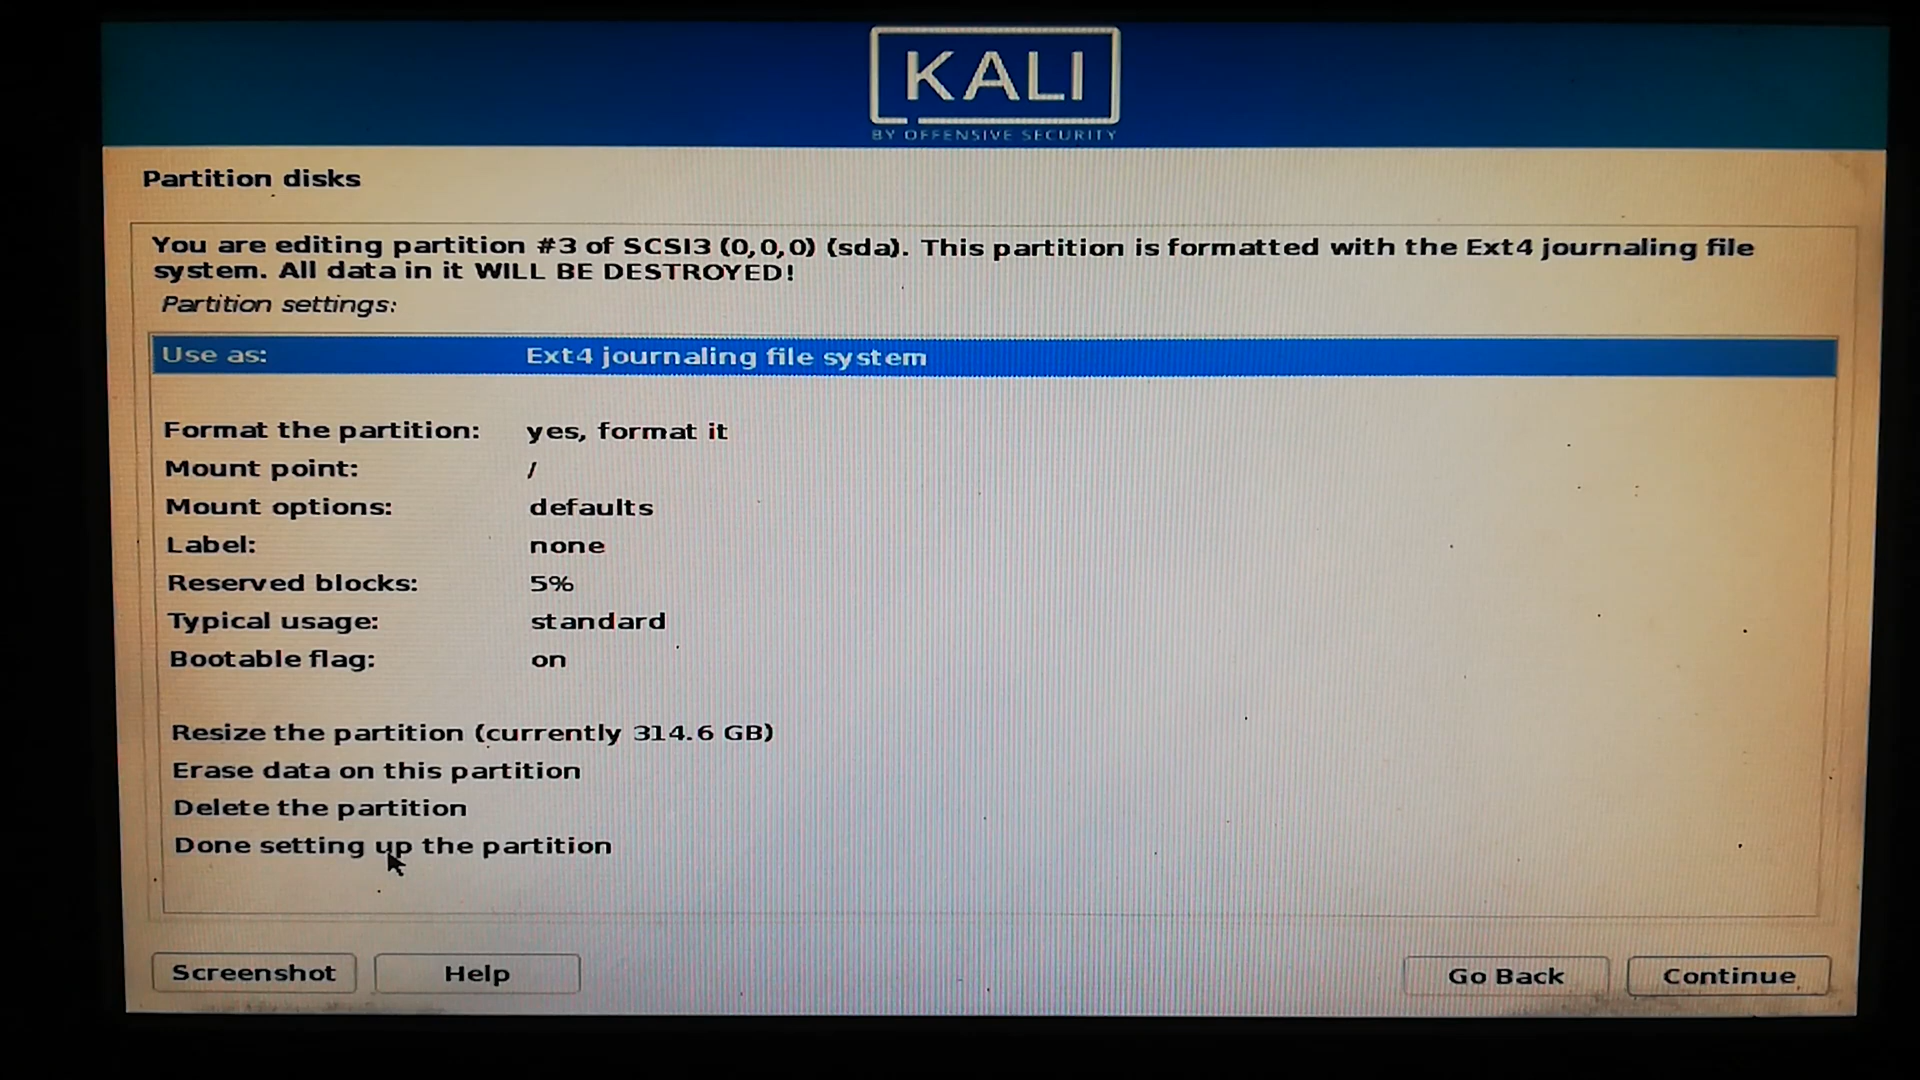 KALI
BY OFFENSIVE SECURITY
Partition disks
You are editing partition #3 of SCSI3 (0,0,0) (sda). This partition is formatted with the Ext4 journaling file
system. All data in it WILL BE DESTROYED!
Partition settings:
Use as: Ext4 journaling file system
Format the partition: yes, format it
Mount point: /
Mount options: defaults
Label: none
Reserved blocks: 5%
Typical usage: standard
Bootable flag: on
Resize the partition (currently 314.6 GB)
Erase data on this partition
Delete the partition
Done setting up the partition
Screenshot Help Go Back Continue